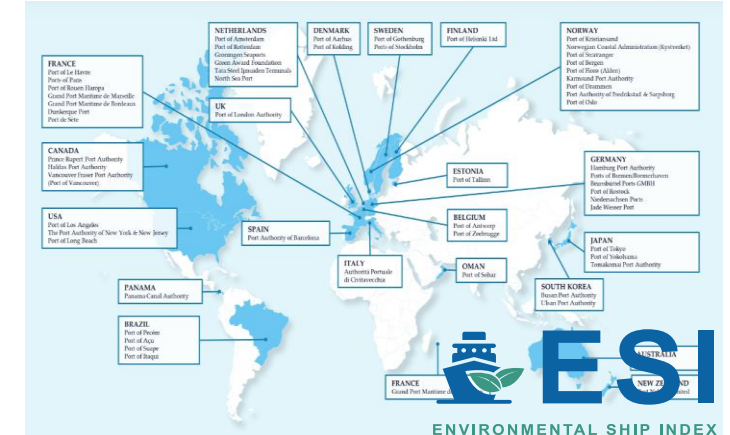 NETHERLANDS
Port of Amsterdam
Port of Rotterdam
Groningen Seaports
Green Award Foundation
Tata Steel Ijmuiden Terminals
North Sea Port
DENMARK
Port of Aarhus
Port of Kolding
SWEDEN
Port of Gothenburg
Ports of Stockholm
FINLAND
Port of Helsinki Ltd
NORWAY
Port of Kristiansand
Norwegian Coastal Administration (Kystverket)
Port of Stavanger
Port of Bergen
Port of Florø (Alden)
Karmsund Port Authority
Port of Drammen
Port Authority of Fredrikstad & Sarpsborg
Port of Oslo
FRANCE
Port of Le Havre
Ports of Paris
Port of Rouen Haropa
Grand Port Maritime de Marseille
Grand Port Maritime de Bordeaux
Dunkerque Port
Port de Sète
UK
Port of London Authority
CANADA
Prince Rupert Port Authority
Halifax Port Authority
Vancouver Fraser Port Authority
(Port of Vancouver)
ESTONIA
Port of Tallinn
GERMANY
Hamburg Port Authority
Ports of Bremen/Bremerhaven
Brunsbüttel Ports GMBH
Port of Rostock
Niedersachsen Ports
Jade Weser Port
USA
Port of Los Angeles
The Port Authority of New York & New Jersey
Port of Long Beach
SPAIN
Port Authority of Barcelona
BELGIUM
Port of Antwerp
Port of Zeebrugge
JAPAN
Port of Tokyo
Port of Yokohama
Tomakomai Port Authority
ITALY
Authorità Portuale
di Civitavecchia
OMAN
Port of Sohar
PANAMA
Panama Canal Authority
SOUTH KOREA
Busan Port Authority
Ulsan Port Authority
BRAZIL
Port of Pecém
Port of Açu
Port of Suape
Port of Itaqui
AUSTRALIA
FRANCE
Grand Port Maritime
NEW ZEALAND
ESI
ENVIRONMENTAL SHIP INDEX